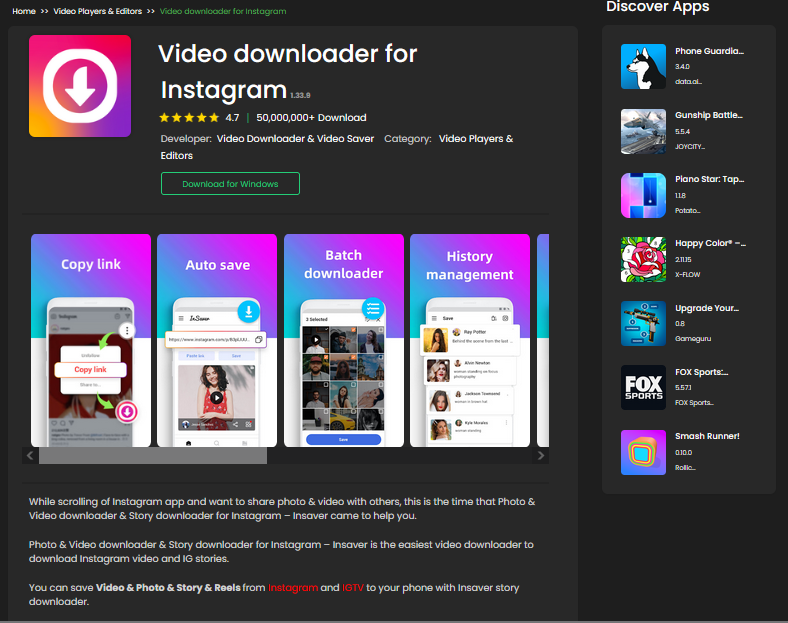 Home >> Video Players & Editors >> Video downloader for Instagram
Video downloader for
Instagram 1.33.9
4.7 | 50,000,000+ Download
Developer: Video Downloader & Video Saver Category: Video Players &
Editors
Download for Windows
Copy link
Instagram
Unfollow
Copy link
Share to...
Auto save
InSaver
https://www.instagram.com/p/B3pUUU...
Paste link
Save
Batch
downloader
2 Selected
Save
History
management
Save
Ray Potter
Behind the scene from the last ...
Alvin Newton
woman standing on focus
photography
Jackson Townsend
woman in brown hat
Kyle Morales
woman standing
While scrolling of Instagram app and want to share photo & video with others, this is the time that Photo &
Video downloader & Story downloader for Instagram – Insaver came to help you.
Photo & Video downloader & Story downloader for Instagram – Insaver is the easiest video downloader to
download Instagram video and IG stories.
You can save Video & Photo & Story & Reels from Instagram and IGTV to your phone with Insaver story
downloader.
Discover Apps
Phone Guardia...
3.4.0
data.ai...
Gunship Battle...
5.5.4
JOYCITY...
Piano Star: Tap...
1.1.8
Potato...
Happy Color® –...
2.11.15
X-FLOW
Upgrade Your...
0.8
Gameguru
FOX
SPORTS
FOX Sports:...
5.57.1
FOX Sports...
Smash Runner!
0.10.0
Rollic...